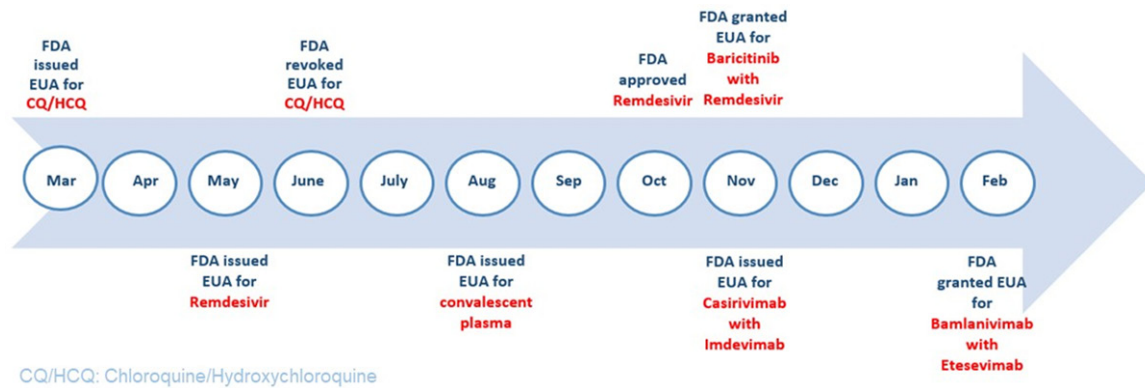 FDA
issued
EUA for
CQ/HCQ
FDA
revoked
EUA for
CQ/HCQ
FDA
approved
Remdesivir
FDA granted
EUA for
Baricitinib
with
Remdesivir
Mar
Apr
May
June
July
Aug
Sep
Oct
Nov
Dec
Jan
Feb
FDA issued
EUA for
Remdesivir
FDA issued
EUA for
convalescent
plasma
FDA issued
EUA for
Casirivimab
with
Imdevimab
FDA
granted EUA
for
Bamlanivimab
with
Etesevimab
CQ/HCQ: Chloroquine/Hydroxychloroquine